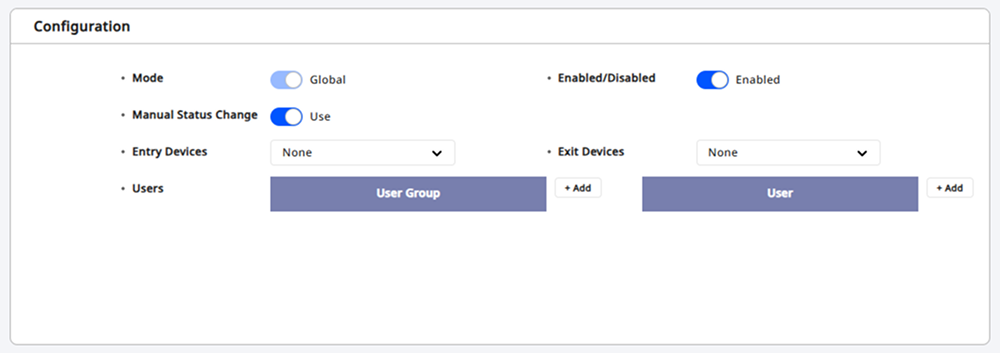 Configuration
• Mode Global • Enabled/Disabled Enabled
• Manual Status Change Use
• Entry Devices None • Exit Devices None
• Users User Group + Add User + Add